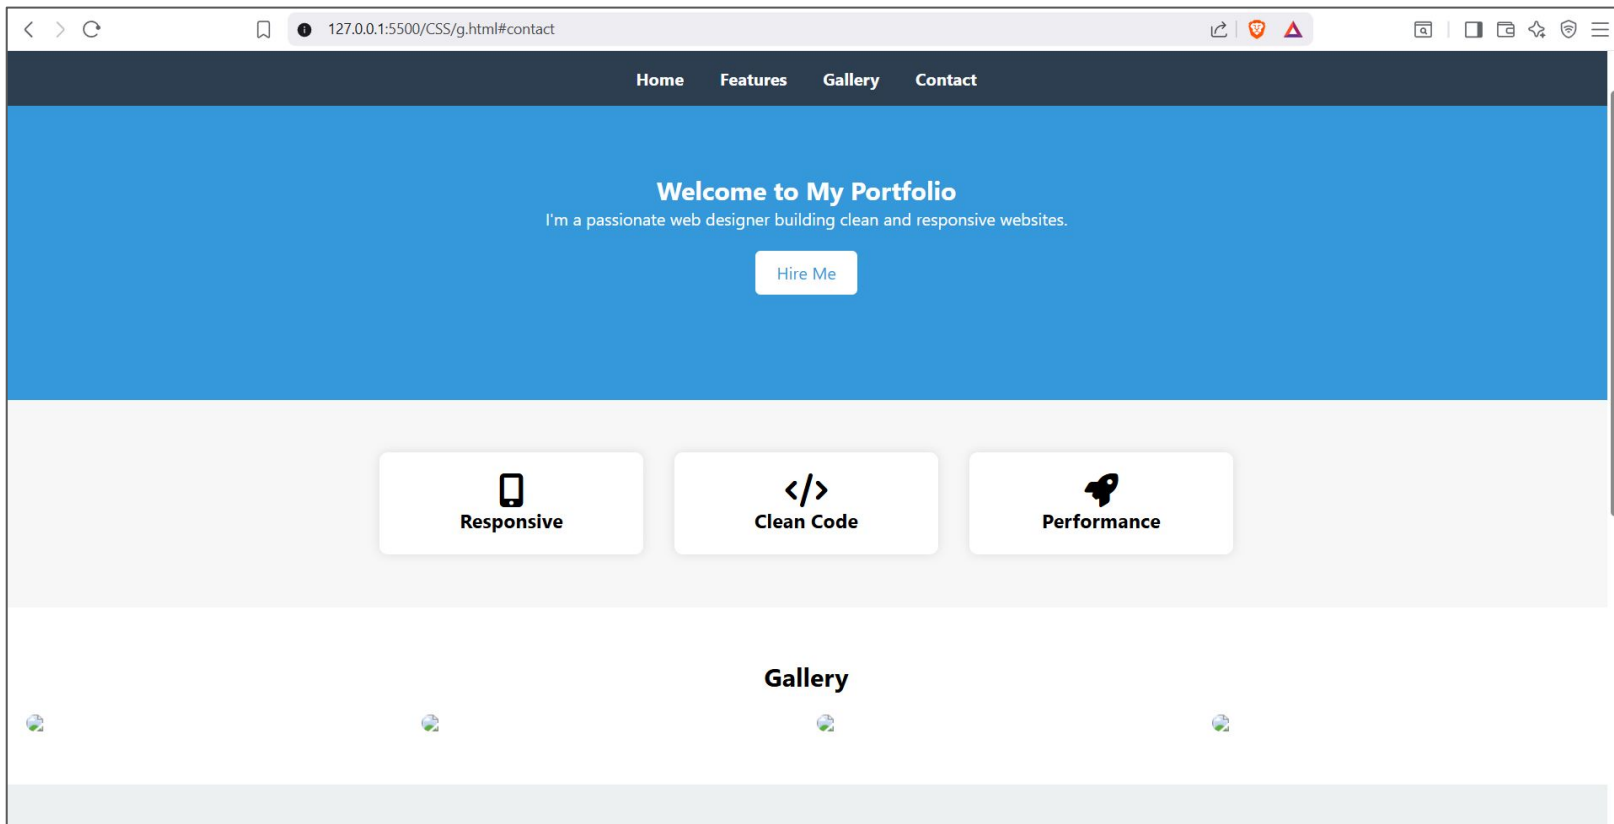 127.0.0.1:5500/CSS/g.html#contact
Home Features Gallery Contact
Welcome to My Portfolio
I'm a passionate web designer building clean and responsive websites.
Hire Me
Responsive Clean Code Performance
Gallery